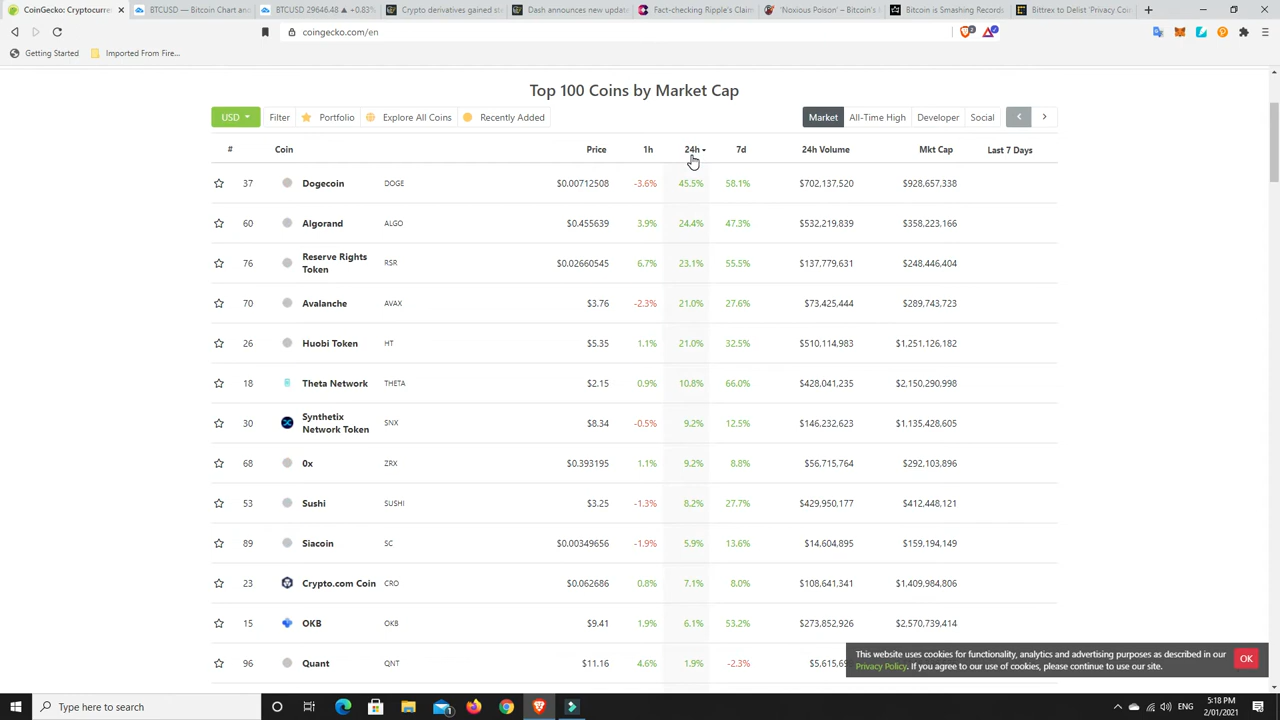 CoinGecko: Cryptocurre
BTCUSD — Bitcoin Chart and
BTCUSD 29646.48 ▲ +0.83%
Crypto derivatives gained s
Dash announces new updat
Fact-checking Ripple's Claim
'Noxious Poison' – Bitcoin's
Bitcoin is Smashing Records
Bittrex to Delist 'Privacy Coi
coingecko.com/en
Getting Started
Imported From Fire...
Top 100 Coins by Market Cap
USD Filter Portfolio Explore All Coins Recently Added Market All-Time High Developer Social
# Coin Price 1h 24h 7d 24h Volume Mkt Cap Last 7 Days
37 Dogecoin DOGE $0.00712508 -3.6% 45.5% 58.1% $702,137,520 $928,657,338
60 Algorand ALGO $0.455639 3.9% 24.4% 47.3% $532,219,839 $358,223,166
76 Reserve Rights Token RSR $0.02660545 6.7% 23.1% 55.5% $137,779,631 $248,446,404
70 Avalanche AVAX $3.76 -2.3% 21.0% 27.6% $73,425,444 $289,743,723
26 Huobi Token HT $5.35 1.1% 21.0% 32.5% $510,114,983 $1,251,126,182
18 Theta Network THETA $2.15 0.9% 10.8% 66.0% $428,041,235 $2,150,290,998
30 Synthetix Network Token SNX $8.34 -0.5% 9.2% 12.5% $146,232,623 $1,135,428,605
68 0x ZRX $0.393195 1.1% 9.2% 8.8% $56,715,764 $292,103,896
53 Sushi SUSHI $3.25 -1.3% 8.2% 27.7% $429,950,177 $412,448,121
89 Siacoin SC $0.00349656 -1.9% 5.9% 13.6% $14,604,895 $159,194,149
23 Crypto.com Coin CRO $0.062686 0.8% 7.1% 8.0% $108,641,341 $1,409,984,806
15 OKB OKB $9.41 1.9% 6.1% 53.2% $273,852,926 $2,570,739,414
96 Quant QNT $11.16 4.6% 1.9% -2.3%
This website uses cookies for functionality, analytics and advertising purposes as described in our
Privacy Policy. If you agree to our use of cookies, please continue to use our site.
OK
Type here to search
ENG
5:18 PM
2/01/2021